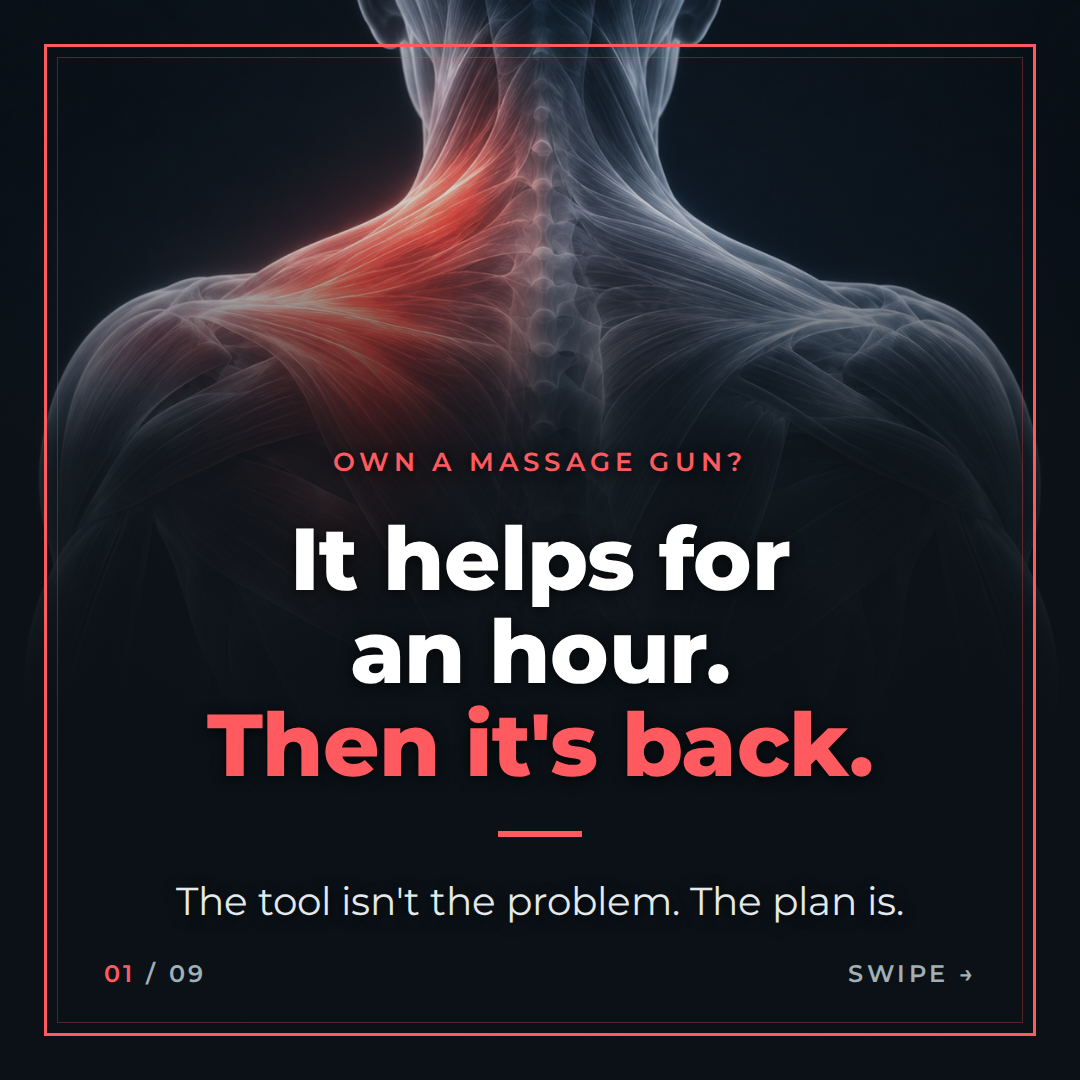 OWN A MASSAGE GUN?
It helps for
an hour.
Then it's back.
The tool isn't the problem. The plan is.
01 / 09
SWIPE →